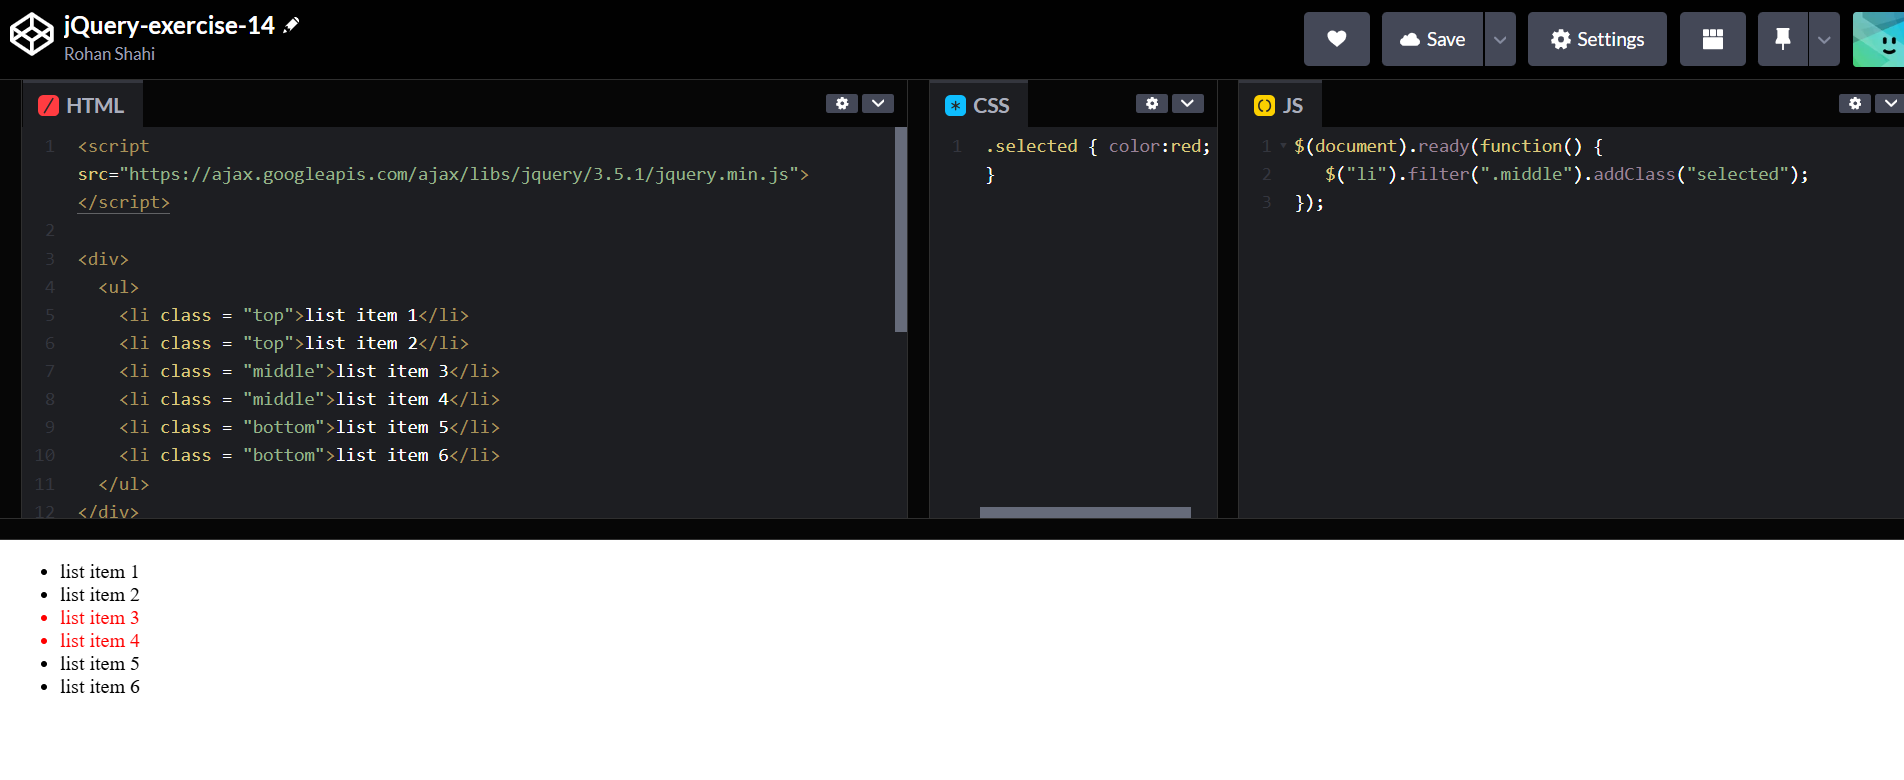 jQuery-exercise-14
Rohan Shahi
Save
Settings
HTML
1 <script
src="https://ajax.googleapis.com/ajax/libs/jquery/3.5.1/jquery.min.js">
</script>
2
3 <div>
4 <ul>
5 <li class = "top">list item 1</li>
6 <li class = "top">list item 2</li>
7 <li class = "middle">list item 3</li>
8 <li class = "middle">list item 4</li>
9 <li class = "bottom">list item 5</li>
10 <li class = "bottom">list item 6</li>
11 </ul>
12 </div>
CSS
1 .selected { color:red;
}
JS
1 $(document).ready(function() {
2 $("li").filter(".middle").addClass("selected");
3 });
• list item 1
• list item 2
• list item 3
• list item 4
• list item 5
• list item 6